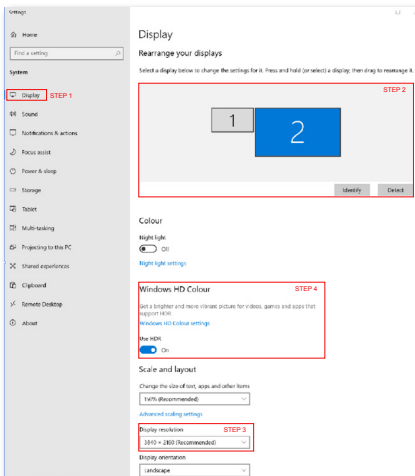 Settings
Home
Find a setting
System
Display STEP 1
Sound
Notifications & actions
Focus assist
Power & sleep
Storage
Tablet
Multi-tasking
Projecting to this PC
Shared experiences
Clipboard
Remote Desktop
About
Display
Rearrange your displays
Select a display below to change the settings for it. Press and hold (or select) a display, then drag to rearrange it.
STEP 2
1
2
Identify Detect
Colour
Night light
Off
Night light settings
Windows HD Colour STEP 4
Get a brighter and more vibrant picture for videos, games and apps that
support HDR.
Windows HD Colour settings
Use HDR
On
Scale and layout
Change the size of text, apps and other items
150% (Recommended)
Advanced scaling settings
Display resolution STEP 3
3840 × 2160 (Recommended)
Display orientation
Landscape